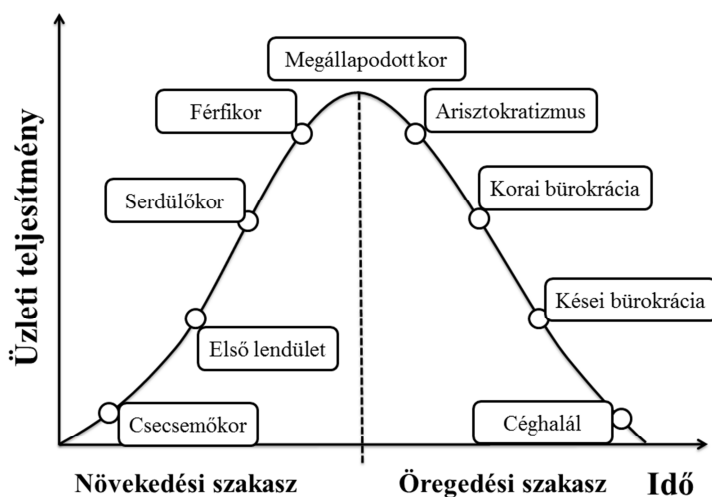 Megállapodott kor
Férfikor
Arisztokratizmus
Serdülőkor
Korai bürokrácia
Első lendület
Kései bürokrácia
Csecsemőkor
Céghalál
Üzleti teljesítmény
Növekedési szakasz
Öregedési szakasz
Idő